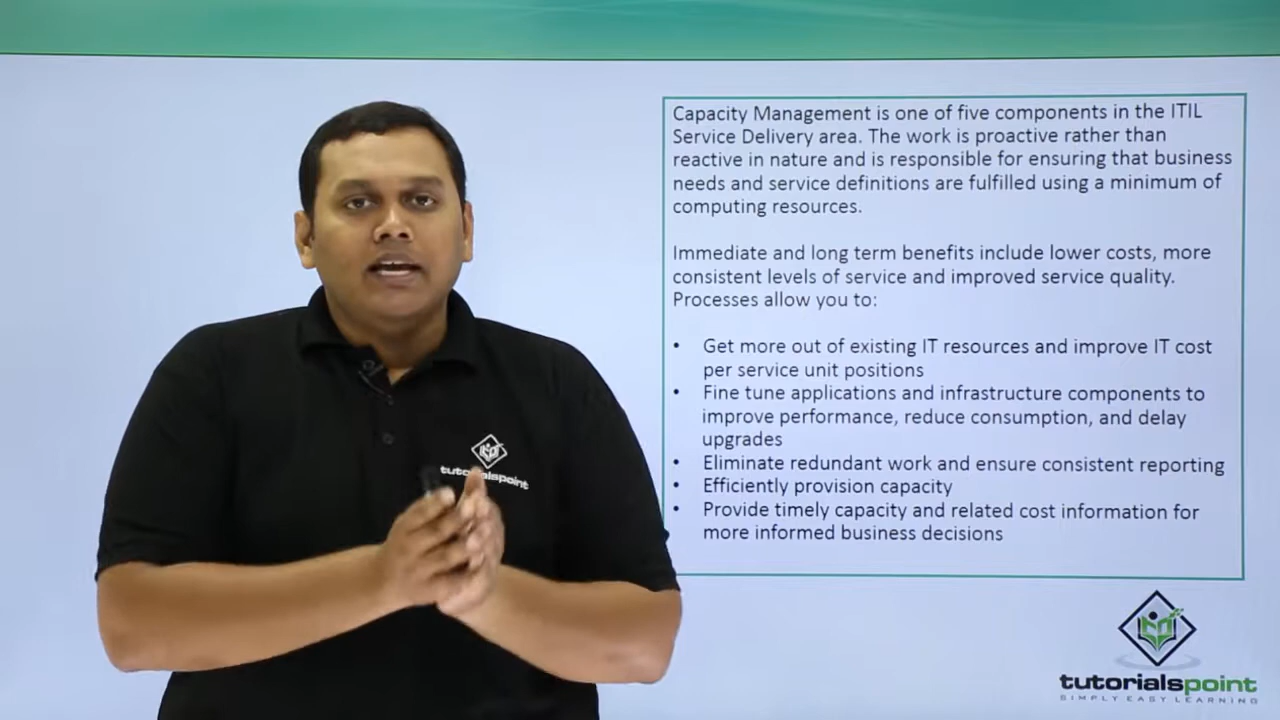 Capacity Management is one of five components in the ITIL
Service Delivery area. The work is proactive rather than
reactive in nature and is responsible for ensuring that business
needs and service definitions are fulfilled using a minimum of
computing resources.
Immediate and long term benefits include lower costs, more
consistent levels of service and improved service quality.
Processes allow you to:
• Get more out of existing IT resources and improve IT cost
per service unit positions
• Fine tune applications and infrastructure components to
improve performance, reduce consumption, and delay
upgrades
• Eliminate redundant work and ensure consistent reporting
• Efficiently provision capacity
• Provide timely capacity and related cost information for
more informed business decisions
tutorialspoint
tutorialspoint
SIMPLY EASY LEARNING